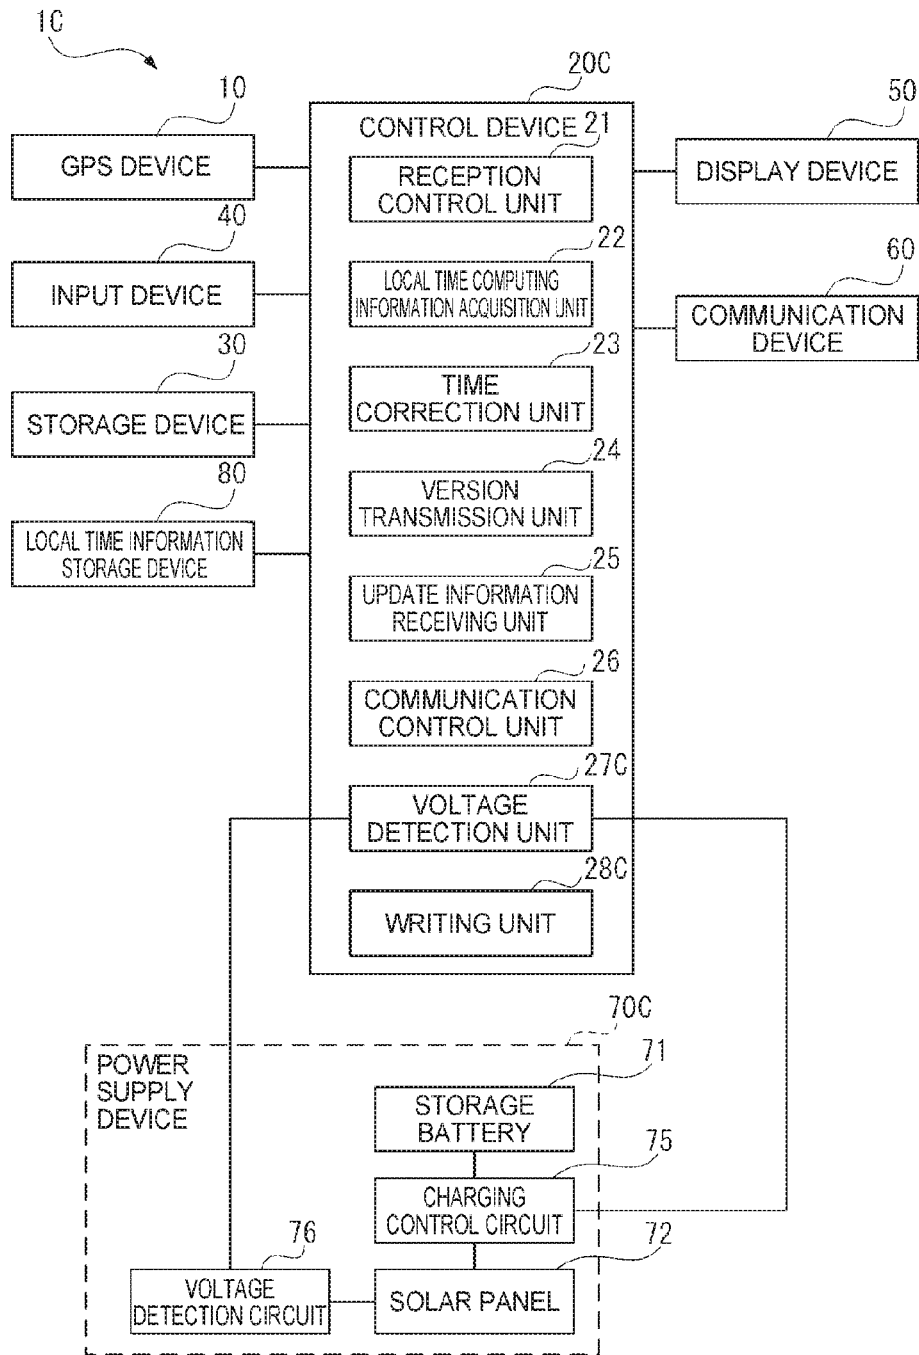 1C
20C
10
GPS DEVICE
40
INPUT DEVICE
30
STORAGE DEVICE
80
LOCAL TIME INFORMATION
STORAGE DEVICE
CONTROL DEVICE
21
RECEPTION
CONTROL UNIT
22
LOCAL TIME COMPUTING
INFORMATION ACQUISITION UNIT
23
TIME
CORRECTION UNIT
24
VERSION
TRANSMISSION UNIT
25
UPDATE INFORMATION
RECEIVING UNIT
26
COMMUNICATION
CONTROL UNIT
27C
VOLTAGE
DETECTION UNIT
28C
WRITING UNIT
50
DISPLAY DEVICE
60
COMMUNICATION
DEVICE
70C
POWER
SUPPLY
DEVICE
71
STORAGE
BATTERY
75
CHARGING
CONTROL CIRCUIT
76
VOLTAGE
DETECTION CIRCUIT
72
SOLAR PANEL